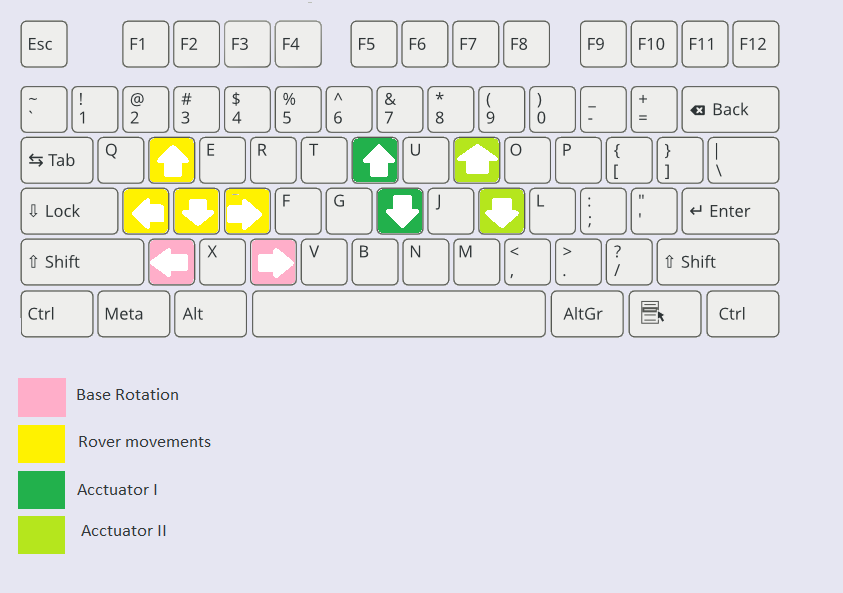 Esc F1 F2 F3 F4 F5 F6 F7 F8 F9 F10 F11 F12
~ ! @ # $ % ^ & * ( ) _ +
` 1 2 3 4 5 6 7 8 9 0 - = Back
Tab Q E R T U O P { } |
[ ] \
Lock F G J L : " Enter
; '
Shift X V B N M < > ? Shift
, . /
Ctrl Meta Alt AltGr Ctrl
Base Rotation
Rover movements
Acctuator I
Acctuator II